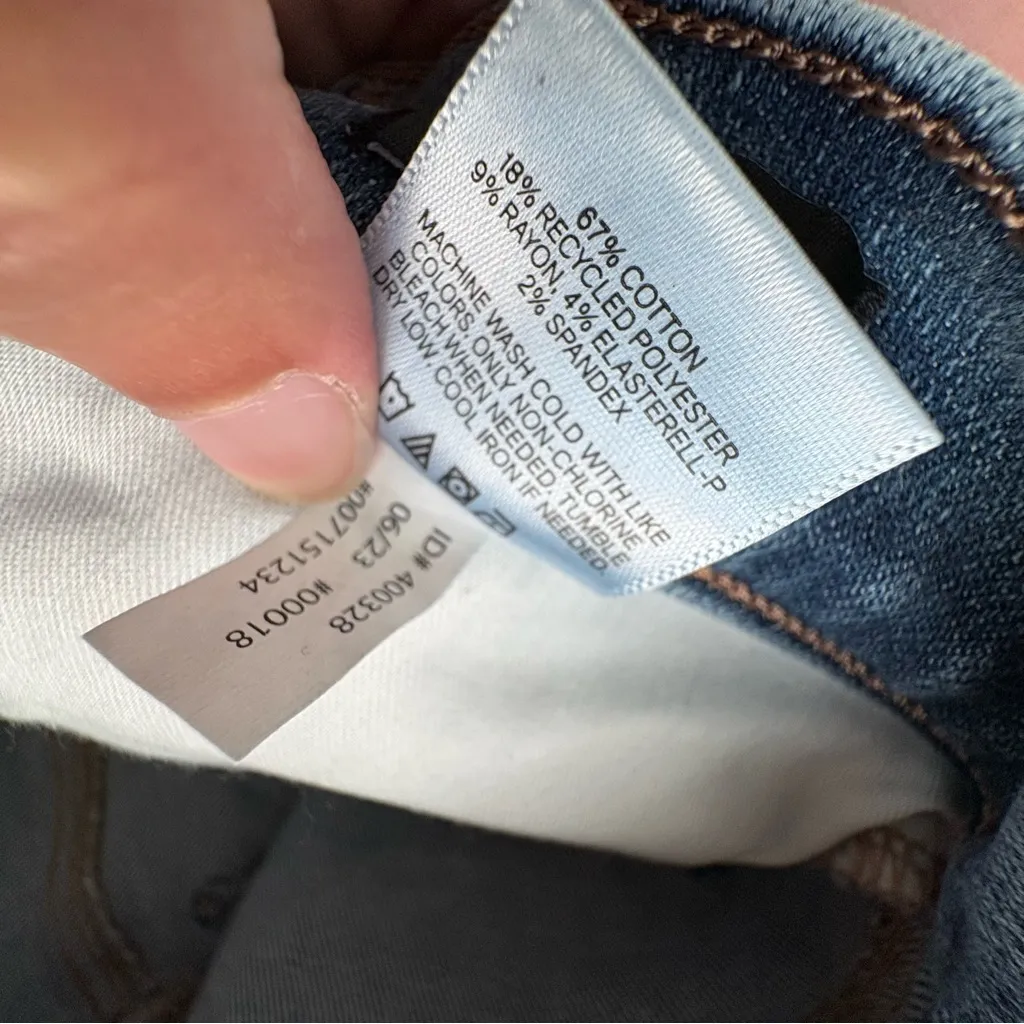 67% COTTON
18% RECYCLED POLYESTER
9% RAYON, 4% ELASTERELL-P
2% SPANDEX
MACHINE WASH COLD WITH LIKE
COLORS ONLY NON-CHLORINE
BLEACH WHEN NEEDED. TUMBLE
DRY LOW. COOL IRON IF NEEDED.
ID# 400328
06/23 #00018
#007151234